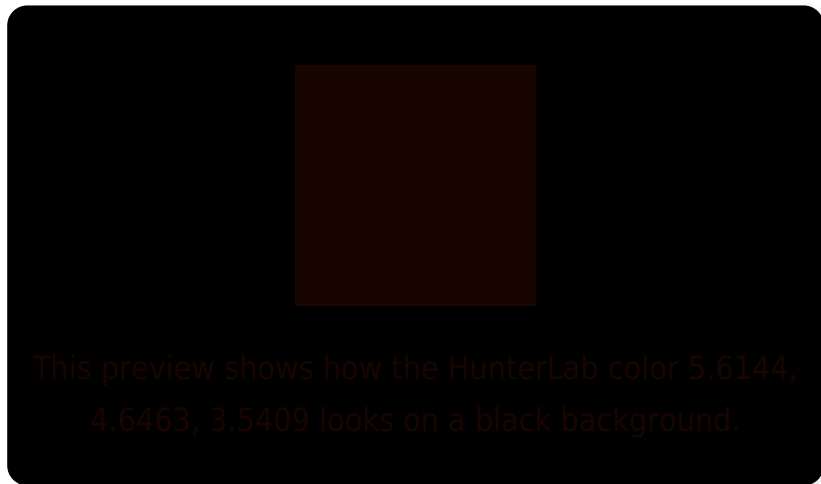 This preview shows how the HunterLab color 5.6144,
4.6463, 3.5409 looks on a black background.